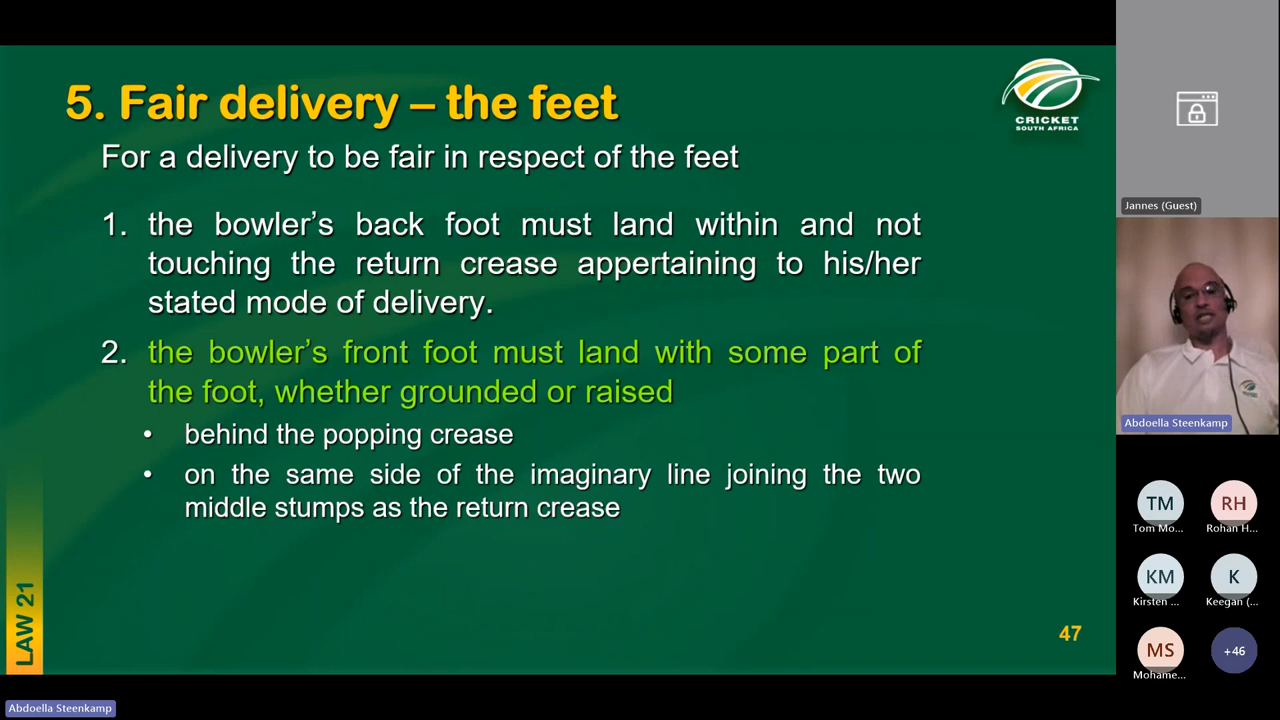 5. Fair delivery – the feet
CRICKET
SOUTH AFRICA
For a delivery to be fair in respect of the feet
1. the bowler’s back foot must land within and not
touching the return crease appertaining to his/her
stated mode of delivery.
2. the bowler’s front foot must land with some part of
the foot, whether grounded or raised
• behind the popping crease
• on the same side of the imaginary line joining the two
middle stumps as the return crease
LAW 21
47
Abdoella Steenkamp
Jannes (Guest)
Abdoella Steenkamp
TM
Tom Mo...
RH
Rohan H...
KM
Kirsten ...
K
Keegan (...
MS
Mohame...
+46